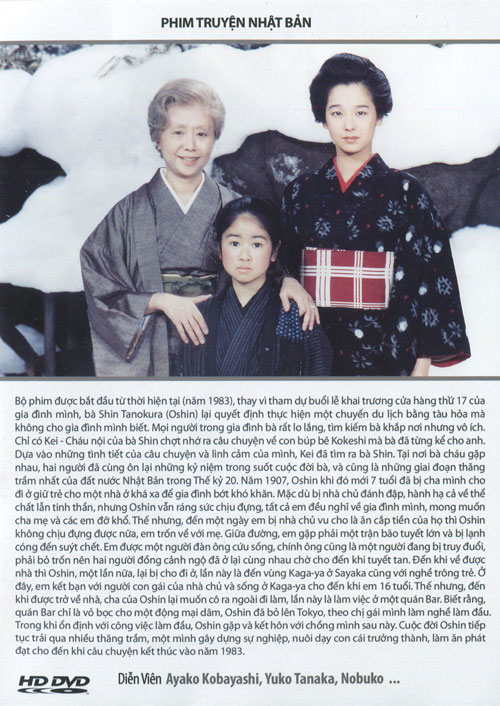 PHIM TRUYỆN NHẬT BẢN
Bộ phim được bắt đầu từ thời hiện tại (năm 1983), thay vì tham dự buổi lễ khai trương cửa hàng thứ 17 của
gia đình mình, bà Shin Tanokura (Oshin) lại quyết định thực hiện một chuyến du lịch bằng tàu hỏa mà
không cho gia đình mình biết. Mọi người trong gia đình bà rất lo lắng, tìm kiếm bà khắp nơi nhưng vô ích.
Chỉ có Kei - Cháu nội của bà Shin chợt nhớ ra câu chuyện về con búp bê Kokeshi mà bà đã từng kể cho anh.
Dựa vào những tình tiết của câu chuyện và linh cảm của mình, Kei đã tìm ra bà Shin. Tại nơi bà cháu gặp
nhau, hai người đã cùng ôn lại những kỷ niệm trong suốt cuộc đời bà, và cũng là những giai đoạn thăng
trầm nhất của đất nước Nhật Bản trong Thế kỷ 20. Năm 1907, Oshin khi đó mới 7 tuổi đã bị cha mình cho
đi ở giữ trẻ cho một nhà ở khá xa để gia đình bớt khó khăn. Mặc dù bị nhà chủ đánh đập, hành hạ cả về thể
chất lẫn tinh thần, nhưng Oshin vẫn ráng sức chịu đựng, tất cả em đều nghĩ về gia đình mình, mong muốn
cha mẹ và các em đỡ khổ. Thế nhưng, đến một ngày em bị nhà chủ vu cho là ăn cắp tiền của họ thì Oshin
không chịu đựng được nữa, em trốn về với mẹ. Giữa đường, em gặp phải một trận bão tuyết lớn và bị lạnh
cóng đến suýt chết. Em được một người đàn ông cứu sống, chính ông cũng là một người đang bị truy đuổi,
phải bỏ trốn nên hai người đồng cảnh ngộ đã ở lại cùng nhau chờ cho đến khi tuyết tan. Đến khi về được
nhà thì Oshin, một lần nữa, lại bị cho đi ở, lần này là đến vùng Kaga-ya ở Sayaka cũng với nghề trông trẻ. Ở
đây, em kết bạn với người con gái của nhà chủ và sống ở Kaga-ya cho đến khi em 16 tuổi. Thế nhưng, đến
khi được trở về nhà, cha của Oshin lại muốn cô ra ngoài đi làm, lần này là làm việc ở một quán Bar. Biết rằng,
quán Bar chỉ là vỏ bọc cho một động mại dâm, Oshin đã bỏ lên Tokyo, theo chị gái mình làm nghề làm đầu.
Trong khi ổn định với công việc làm đầu, Oshin gặp và kết hôn với chồng mình sau này. Cuộc đời Oshin tiếp
tục trải qua nhiều thăng trầm, một mình gây dựng sự nghiệp, nuôi dạy con cái trưởng thành, làm ăn phát
đạt cho đến khi câu chuyện kết thúc vào năm 1983.
HD DVD Diễn Viên Ayako Kobayashi, Yuko Tanaka, Nobuko ...